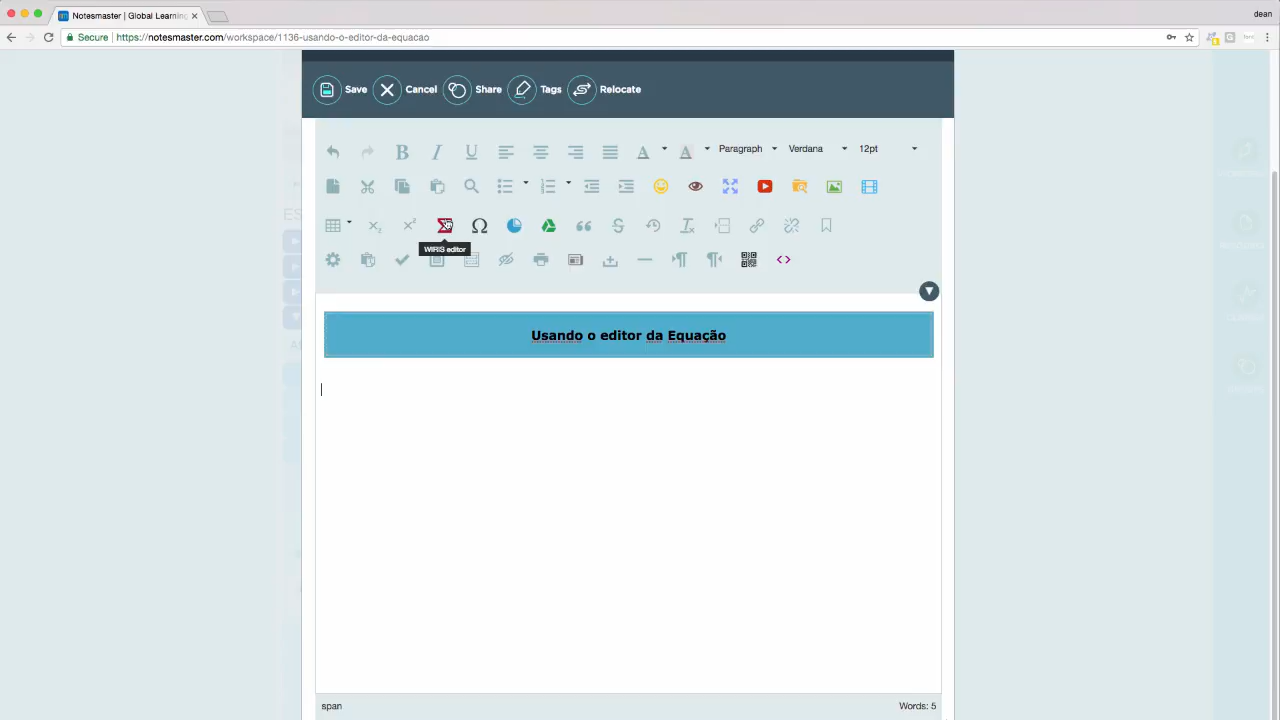 Notesmaster | Global Learning
dean
Secure https://notesmaster.com/workspace/1136-usando-o-editor-da-equacao
Save Cancel Share Tags Relocate
Paragraph Verdana 12pt
WIRIS editor
Usando o editor da Equação
span Words: 5